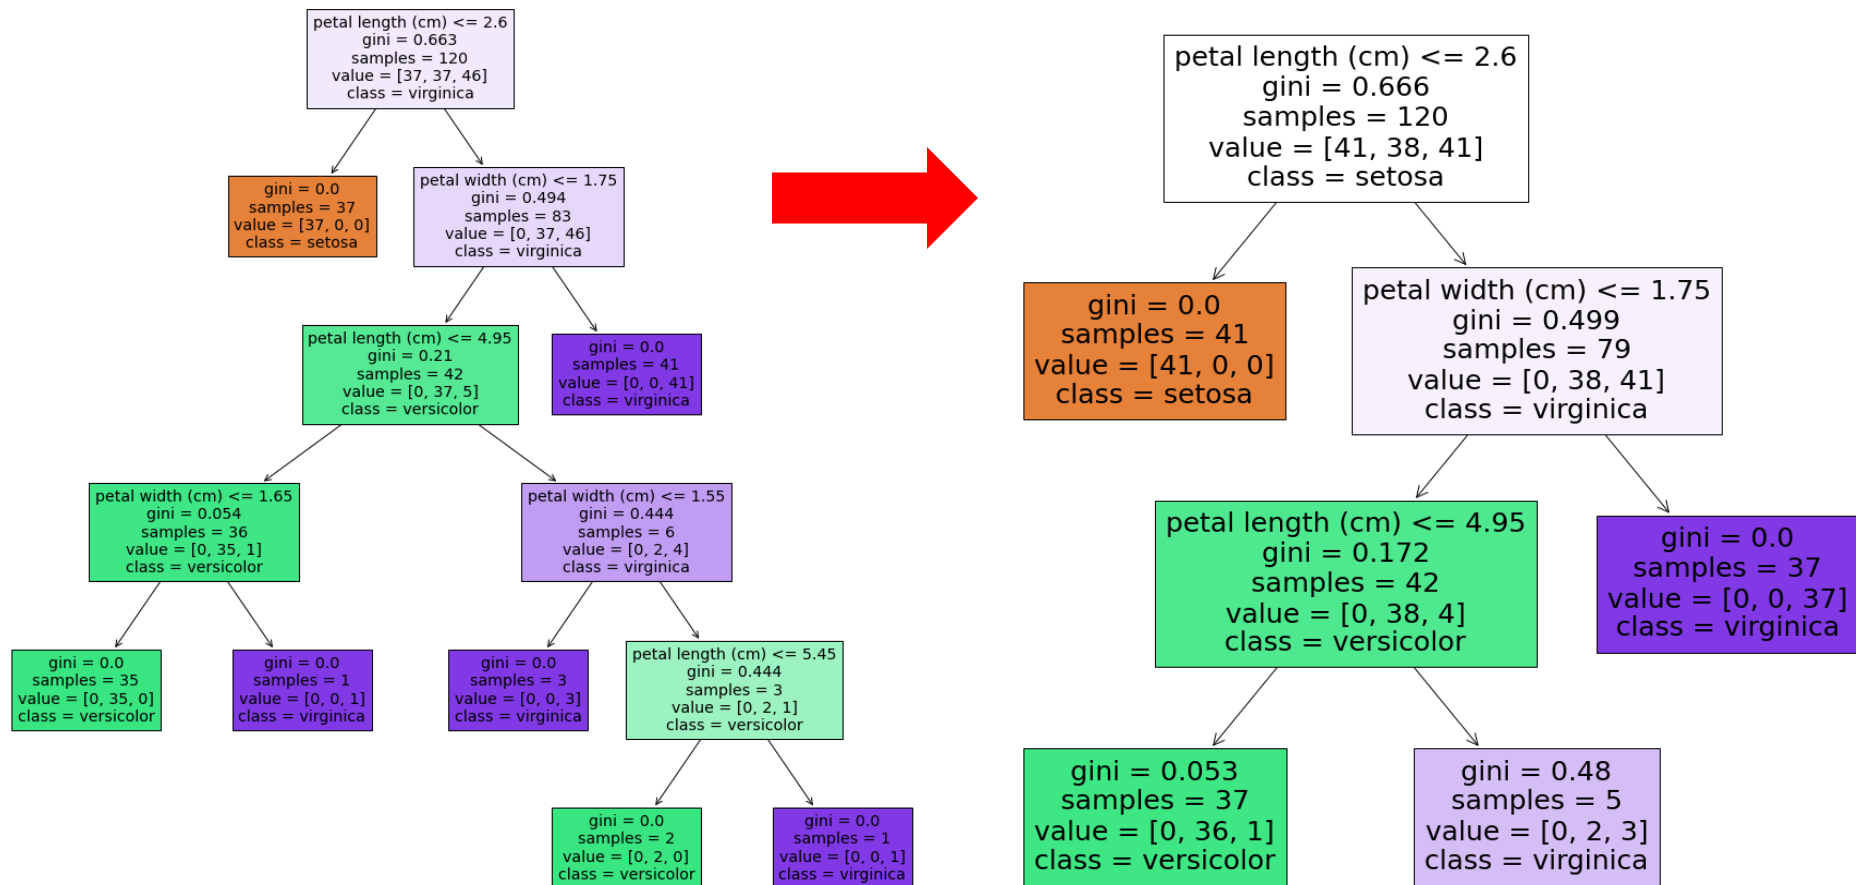 petal length (cm) <= 2.6
gini = 0.663
samples = 120
value = [37, 37, 46]
class = virginica
gini = 0.0
samples = 37
value = [37, 0, 0]
class = setosa
petal width (cm) <= 1.75
gini = 0.494
samples = 83
value = [0, 37, 46]
class = virginica
petal length (cm) <= 4.95
gini = 0.21
samples = 42
value = [0, 37, 5]
class = versicolor
gini = 0.0
samples = 41
value = [0, 0, 41]
class = virginica
petal width (cm) <= 1.65
gini = 0.054
samples = 36
value = [0, 35, 1]
class = versicolor
petal width (cm) <= 1.55
gini = 0.444
samples = 6
value = [0, 2, 4]
class = virginica
gini = 0.0
samples = 35
value = [0, 35, 0]
class = versicolor
gini = 0.0
samples = 1
value = [0, 0, 1]
class = virginica
gini = 0.0
samples = 3
value = [0, 0, 3]
class = virginica
petal length (cm) <= 5.45
gini = 0.444
samples = 3
value = [0, 2, 1]
class = versicolor
gini = 0.0
samples = 2
value = [0, 2, 0]
class = versicolor
gini = 0.0
samples = 1
value = [0, 0, 1]
class = virginica
petal length (cm) <= 2.6
gini = 0.666
samples = 120
value = [41, 38, 41]
class = setosa
gini = 0.0
samples = 41
value = [41, 0, 0]
class = setosa
petal width (cm) <= 1.75
gini = 0.499
samples = 79
value = [0, 38, 41]
class = virginica
petal length (cm) <= 4.95
gini = 0.172
samples = 42
value = [0, 38, 4]
class = versicolor
gini = 0.0
samples = 37
value = [0, 0, 37]
class = virginica
gini = 0.053
samples = 37
value = [0, 36, 1]
class = versicolor
gini = 0.48
samples = 5
value = [0, 2, 3]
class = virginica